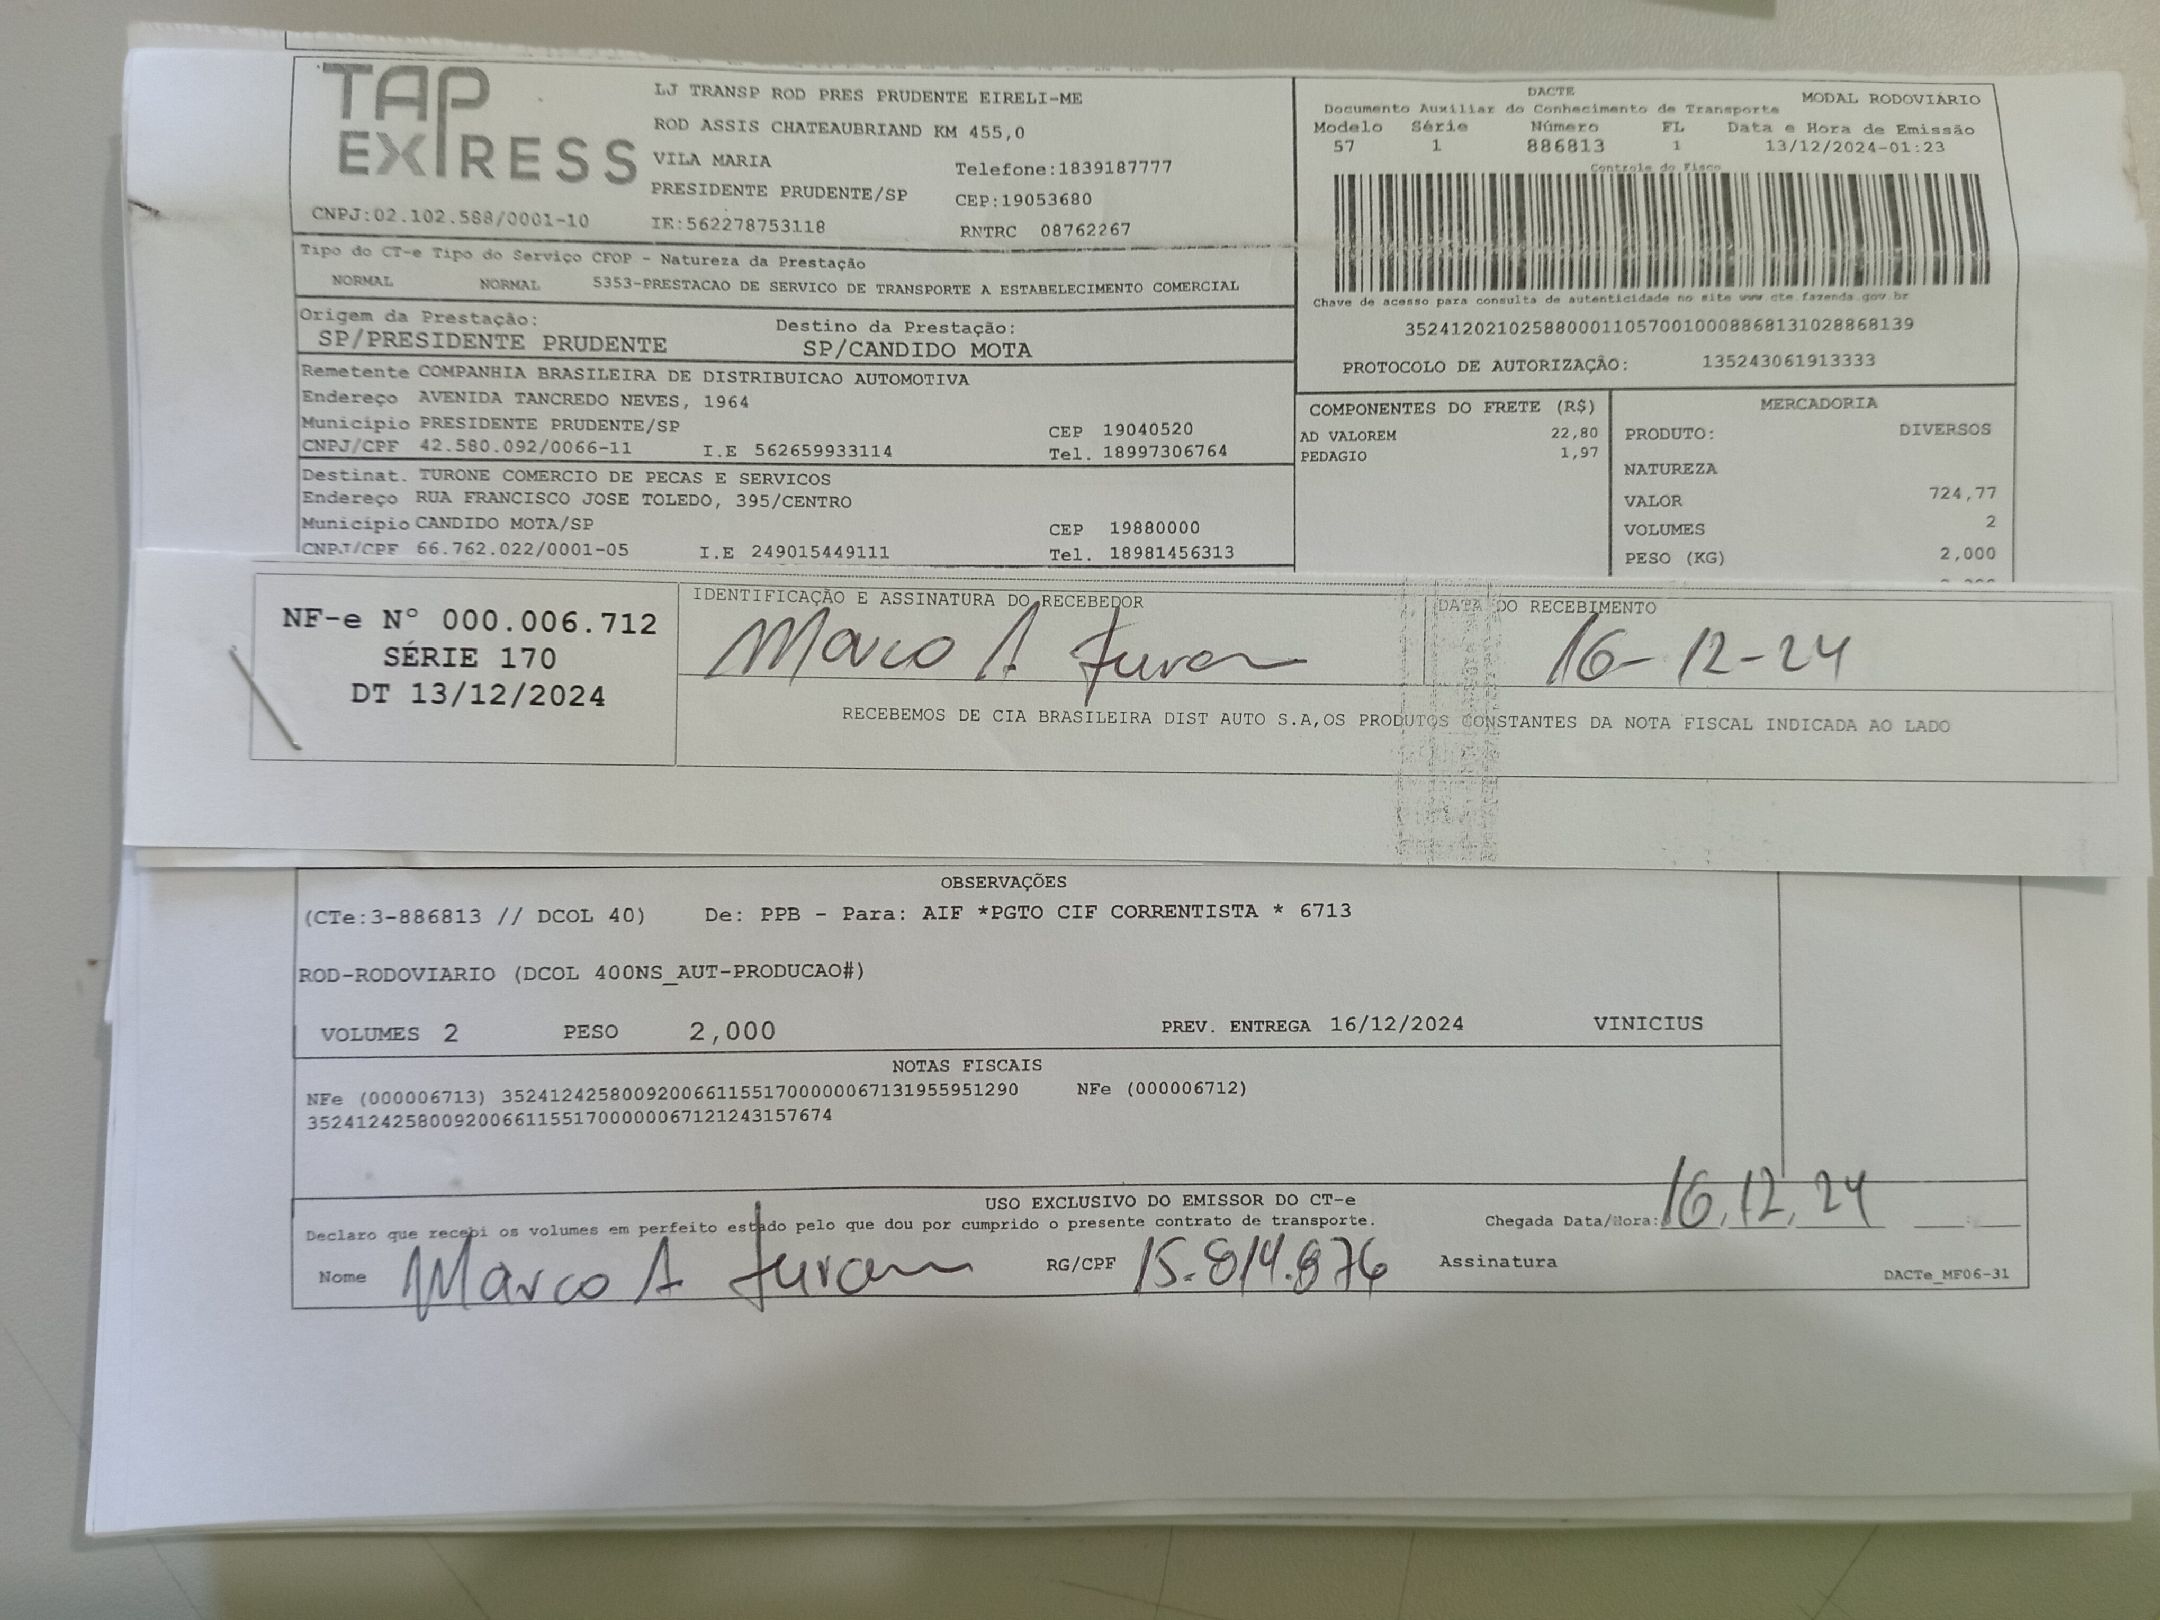 TAP EXPRESS
LJ TRANSP ROD PRES PRUDENTE EIRELI-ME
ROD ASSIS CHATEAUBRIAND KM 455,0
VILA MARIA Telefone:1839187777
PRESIDENTE PRUDENTE/SP CEP:19053680
CNPJ:02.102.588/0001-10 IE:562278753118 RNTRC 08762267
DACTE MODAL RODOVIÁRIO
Documento Auxiliar do Conhecimento de Transporte
Modelo Série Número FL Data e Hora de Emissão
57 1 886813 1 13/12/2024-01:23
Controle do Fisco
Chave de acesso para consulta de autenticidade no site www.cte.fazenda.gov.br
35241202102588000110570010008868131028868139
PROTOCOLO DE AUTORIZAÇÃO: 135243061913333
Tipo do CT-e Tipo do Serviço CFOP - Natureza da Prestação
NORMAL NORMAL 5353-PRESTACAO DE SERVICO DE TRANSPORTE A ESTABELECIMENTO COMERCIAL
Origem da Prestação: Destino da Prestação:
SP/PRESIDENTE PRUDENTE SP/CANDIDO MOTA
Remetente COMPANHIA BRASILEIRA DE DISTRIBUICAO AUTOMOTIVA
Endereço AVENIDA TANCREDO NEVES, 1964
Município PRESIDENTE PRUDENTE/SP CEP 19040520
CNPJ/CPF 42.580.092/0066-11 I.E 562659933114 Tel. 18997306764
Destinat. TURONE COMERCIO DE PECAS E SERVICOS
Endereço RUA FRANCISCO JOSE TOLEDO, 395/CENTRO
Município CANDIDO MOTA/SP CEP 19880000
CNPJ/CPF 66.762.022/0001-05 I.E 249015449111 Tel. 18981456313
COMPONENTES DO FRETE (R$)
AD VALOREM 22,80
PEDAGIO 1,97
MERCADORIA
PRODUTO: DIVERSOS
NATUREZA
VALOR 724,77
VOLUMES 2
PESO (KG) 2,000
NF-e Nº 000.006.712
SÉRIE 170
DT 13/12/2024
IDENTIFICAÇÃO E ASSINATURA DO RECEBEDOR DATA DO RECEBIMENTO
Marco A 16-12-24
RECEBEMOS DE CIA BRASILEIRA DIST AUTO S.A,OS PRODUTOS CONSTANTES DA NOTA FISCAL INDICADA AO LADO
OBSERVAÇÕES
(CTe:3-886813 // DCOL 40) De: PPB - Para: AIF *PGTO CIF CORRENTISTA * 6713
ROD-RODOVIARIO (DCOL 400NS_AUT-PRODUCAO#)
VOLUMES 2 PESO 2,000 PREV. ENTREGA 16/12/2024 VINICIUS
NOTAS FISCAIS
NFe (000006713) 35241242580092006611551700000067131955951290 NFe (000006712)
35241242580092006611551700000067121243157674
USO EXCLUSIVO DO EMISSOR DO CT-e
Declaro que recebi os volumes em perfeito estado pelo que dou por cumprido o presente contrato de transporte. Chegada Data/Hora: 16,12,24
Nome Marco A RG/CPF 15.814.876 Assinatura
DACTe_MF06-31